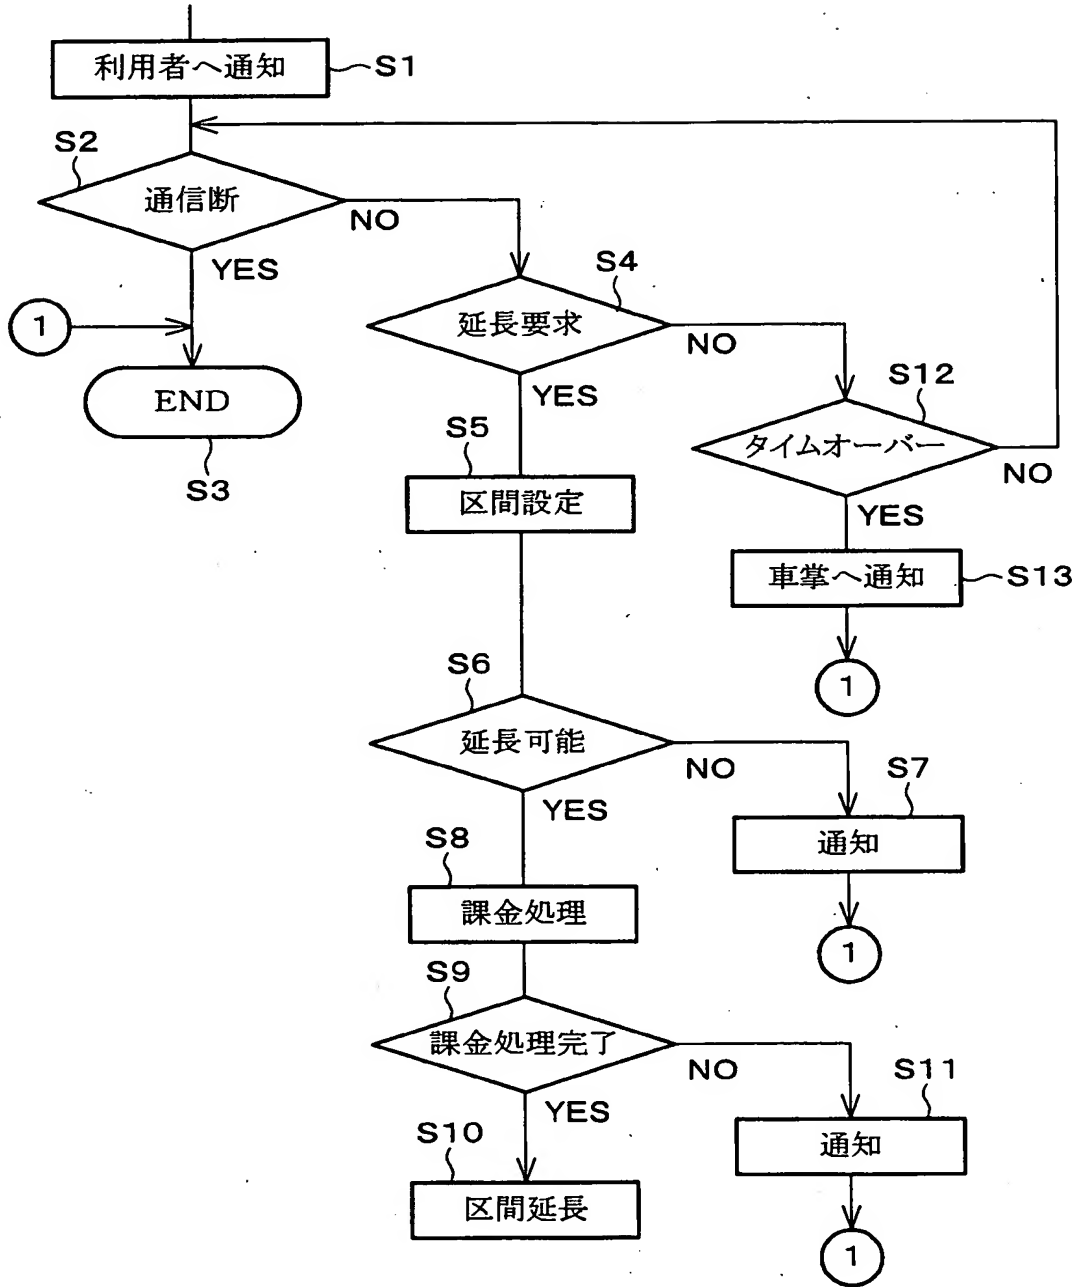 利用者へ通知
S1
S2
通信断
NO
YES
1
END
S3
S4
延長要求
NO
YES
S12
タイムオーバー
NO
YES
S5
区間設定
車掌へ通知
S13
1
S6
延長可能
NO
YES
S7
通知
1
S8
課金処理
S9
課金処理完了
NO
YES
S11
通知
1
S10
区間延長